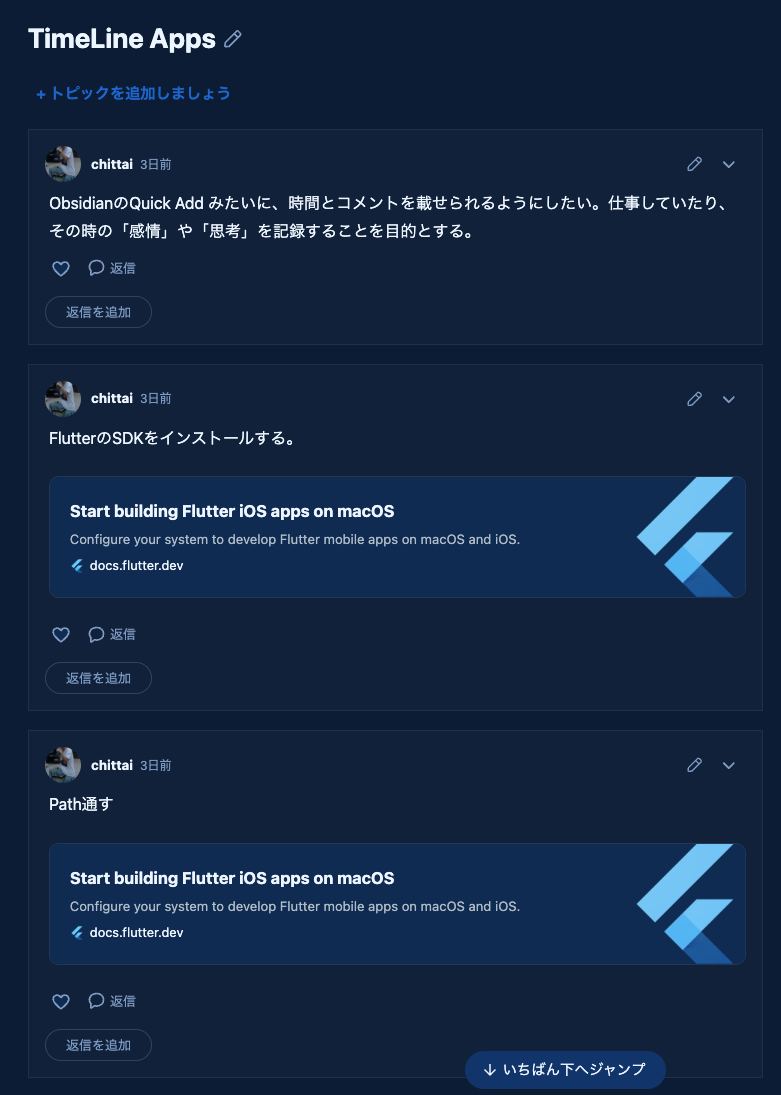 TimeLine Apps
+ トピックを追加しましょう
chittai 3日前
ObsidianのQuick Add みたいに、時間とコメントを載せられるようにしたい。仕事していたり、
その時の「感情」や「思考」を記録することを目的とする。
返信
返信を追加
chittai 3日前
FlutterのSDKをインストールする。
Start building Flutter iOS apps on macOS
Configure your system to develop Flutter mobile apps on macOS and iOS.
docs.flutter.dev
返信
返信を追加
chittai 3日前
Path通す
Start building Flutter iOS apps on macOS
Configure your system to develop Flutter mobile apps on macOS and iOS.
docs.flutter.dev
返信
返信を追加
↓ いちばん下へジャンプ